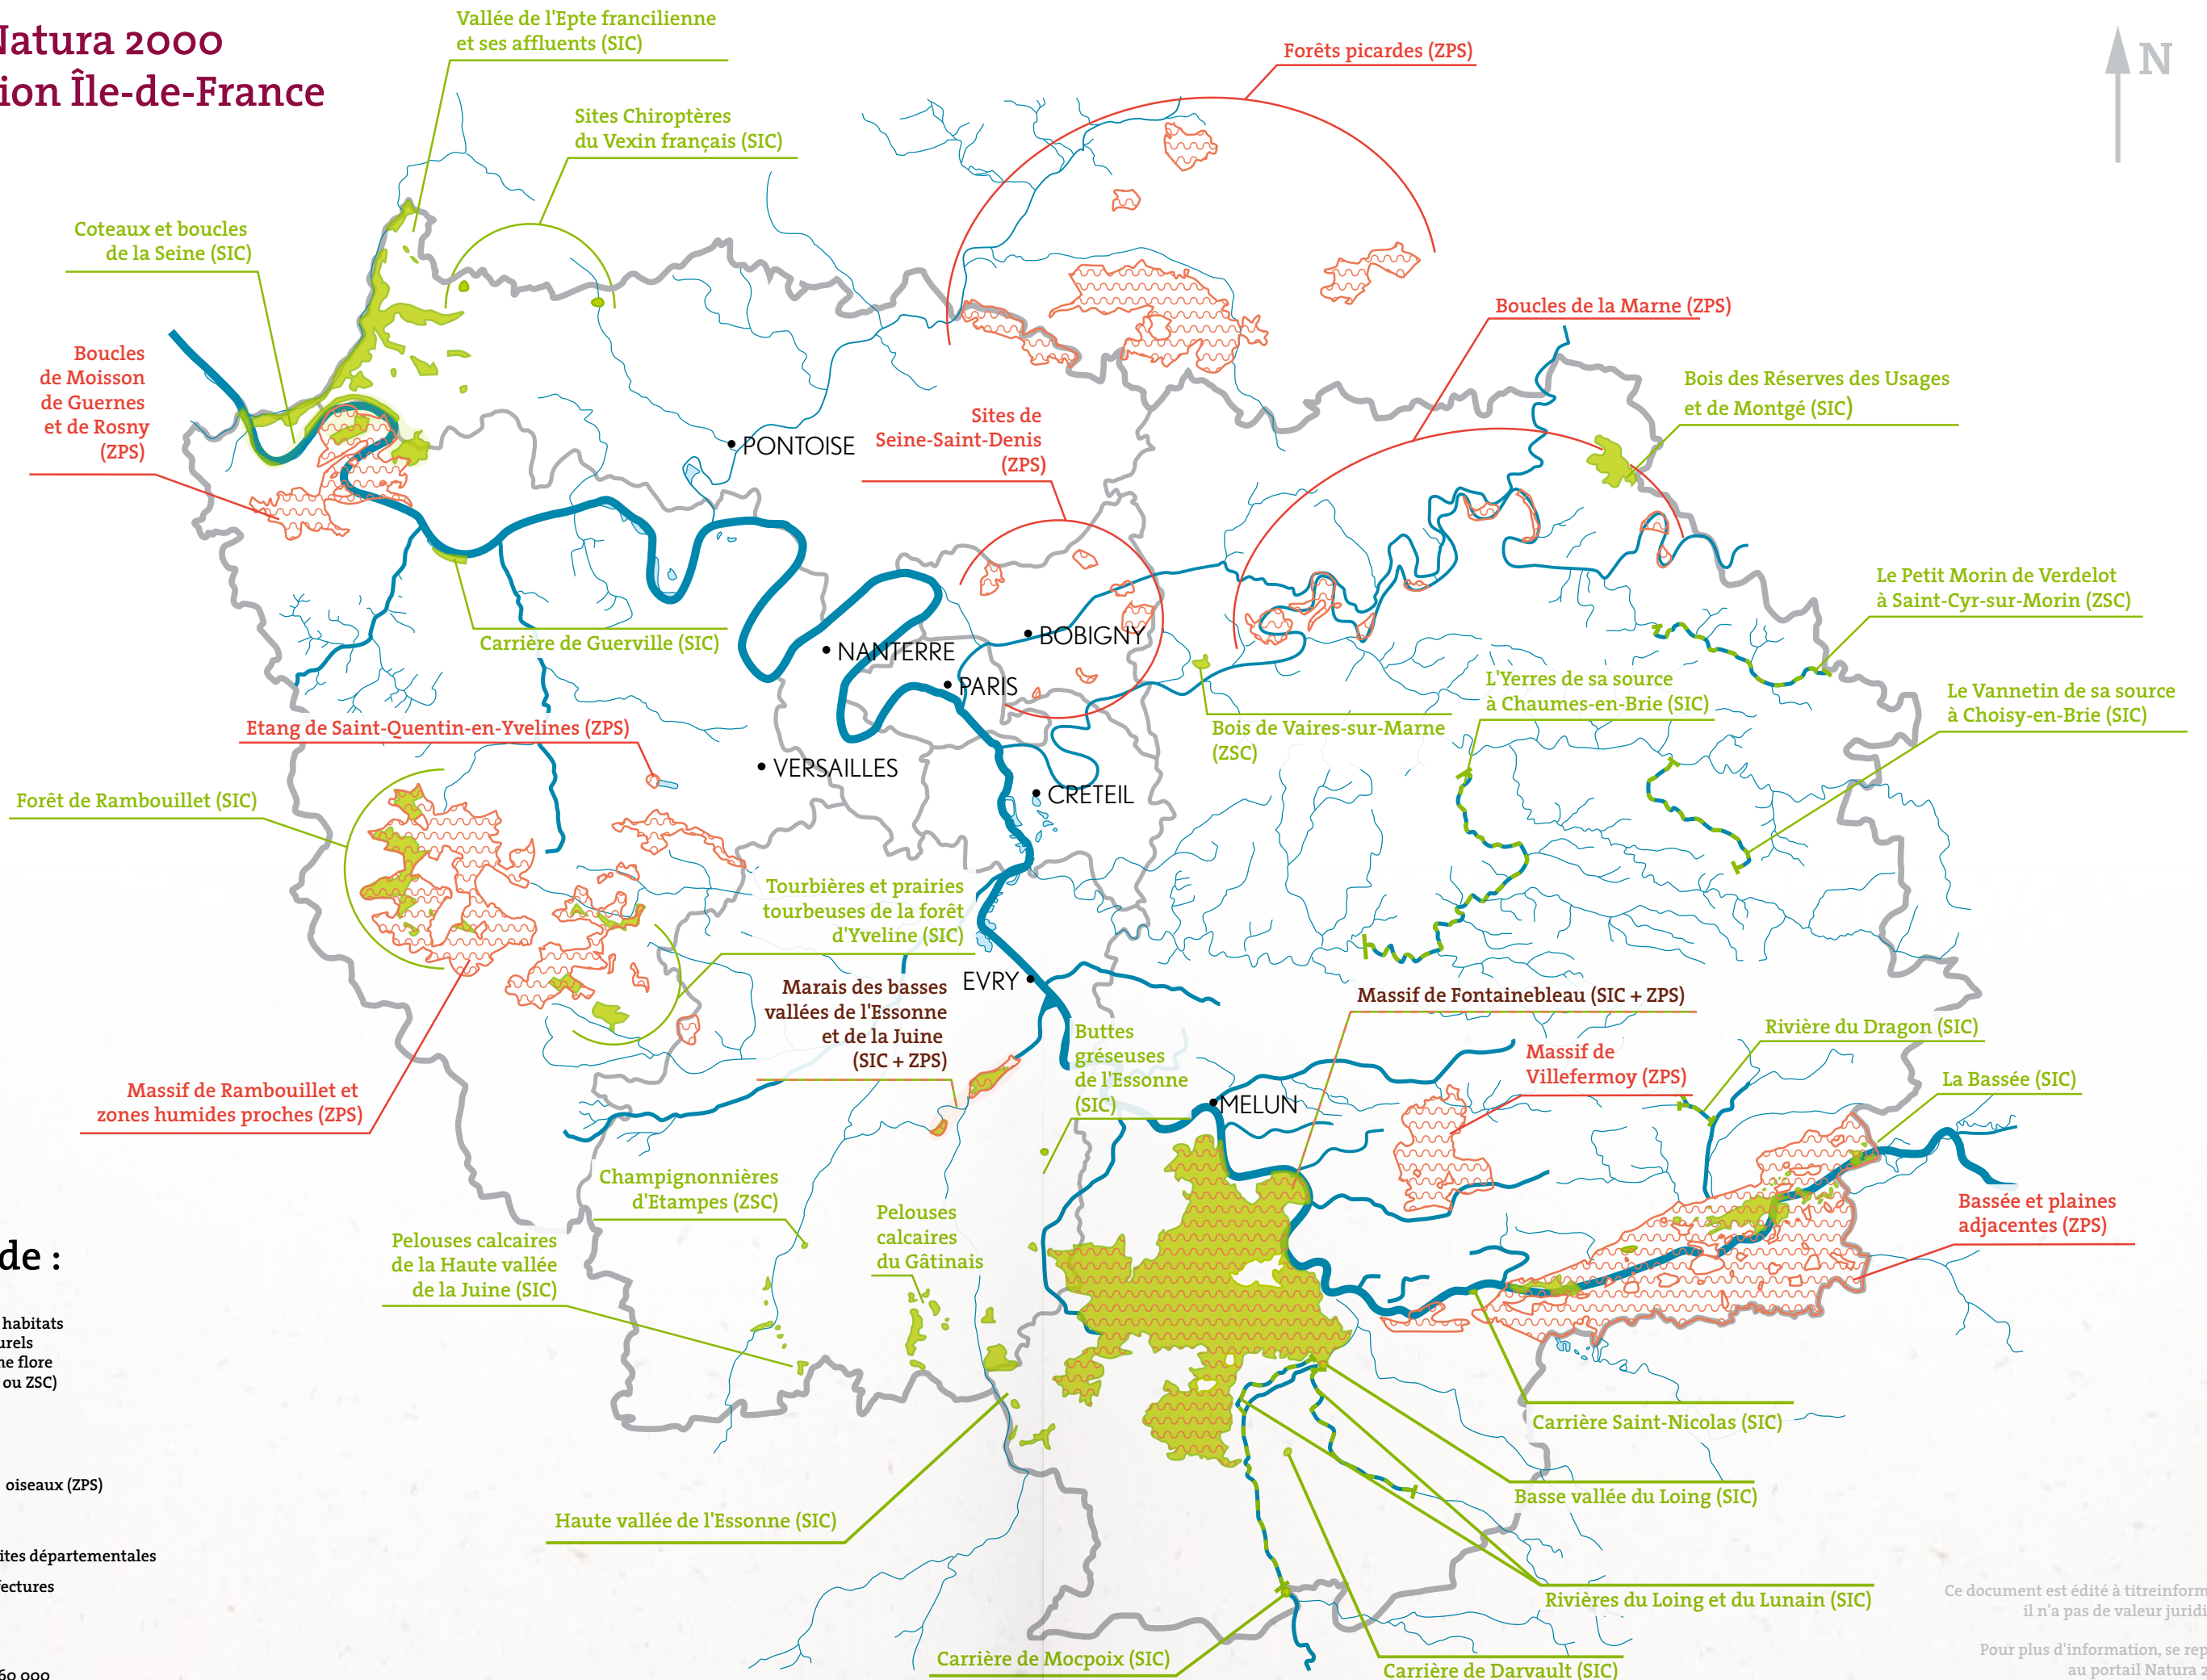 Natura 2000
ion Île-de-France
Vallée de l'Epte francilienne
et ses affluents (SIC)
Forêts picardes (ZPS)
N
Sites Chiroptères
du Vexin français (SIC)
Coteaux et boucles
de la Seine (SIC)
Boucles de la Marne (ZPS)
Boucles
de Moisson
de Guernes
et de Rosny
(ZPS)
Bois des Réserves des Usages
et de Montgé (SIC)
Sites de
Seine-Saint-Denis
(ZPS)
PONTOISE
Le Petit Morin de Verdelot
à Saint-Cyr-sur-Morin (ZSC)
Carrière de Guerville (SIC)
BOBIGNY
NANTERRE
PARIS
L'Yerres de sa source
à Chaumes-en-Brie (SIC)
Le Vannetin de sa source
à Choisy-en-Brie (SIC)
Etang de Saint-Quentin-en-Yvelines (ZPS)
Bois de Vaires-sur-Marne
(ZSC)
VERSAILLES
CRETEIL
Forêt de Rambouillet (SIC)
Tourbières et prairies
tourbeuses de la forêt
d'Yveline (SIC)
EVRY
Marais des basses
vallées de l'Essonne
et de la Juine
(SIC + ZPS)
Massif de Fontainebleau (SIC + ZPS)
Buttes
gréseuses
de l'Essonne
(SIC)
Rivière du Dragon (SIC)
Massif de
Villefermoy (ZPS)
La Bassée (SIC)
Massif de Rambouillet et
zones humides proches (ZPS)
MELUN
Champignonnières
d'Etampes (ZSC)
Pelouses
calcaires
du Gâtinais
Bassée et plaines
adjacentes (ZPS)
Pelouses calcaires
de la Haute vallée
de la Juine (SIC)
de :
habitats
urels
ne flore
ou ZSC)
Carrière Saint-Nicolas (SIC)
oiseaux (ZPS)
Basse vallée du Loing (SIC)
Haute vallée de l'Essonne (SIC)
ites départementales
fectures
Rivières du Loing et du Lunain (SIC)
Ce document est édité à titreinform
il n'a pas de valeur juridi
Carrière de Mocpoix (SIC)
Carrière de Darvault (SIC)
Pour plus d'information, se rep
au portail Natura 2
60 000